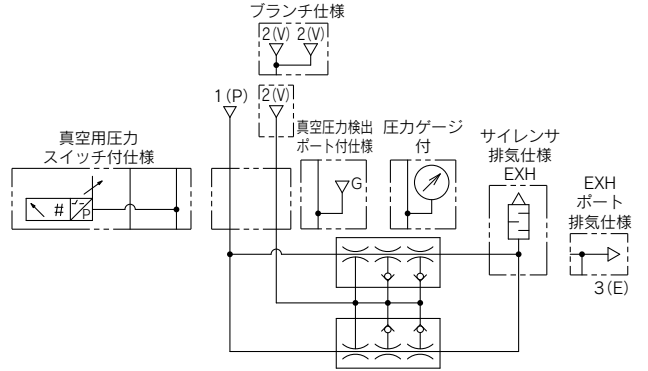 ブランチ仕様
2(V) 2(V)
1(P)
2(V)
真空用圧力
スイッチ付仕様
真空圧力検出
ポート付仕様
圧力ゲージ
付
サイレンサ
排気仕様
EXH
EXH
ポート
排気仕様
G
#
P
3(E)